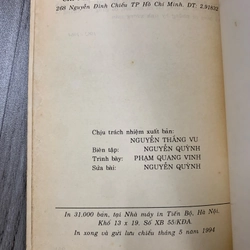 268 Nguyễn Đình Chiểu TP Hồ Chí Minh. ĐT: 2.91832
Chịu trách nhiệm xuất bản:
NGUYỄN THẮNG VU
Biên tập: NGUYỄN QUỲNH
Trình bày: PHẠM QUANG VINH
Sửa bài: NGUYỄN QUỲNH
In 31.000 bản, tại Nhà máy in Tiến Bộ, Hà Nội,
Khổ 13 x 19. Số XB 55/KDA.
In xong và gửi lưu chiểu tháng 5 năm 1994